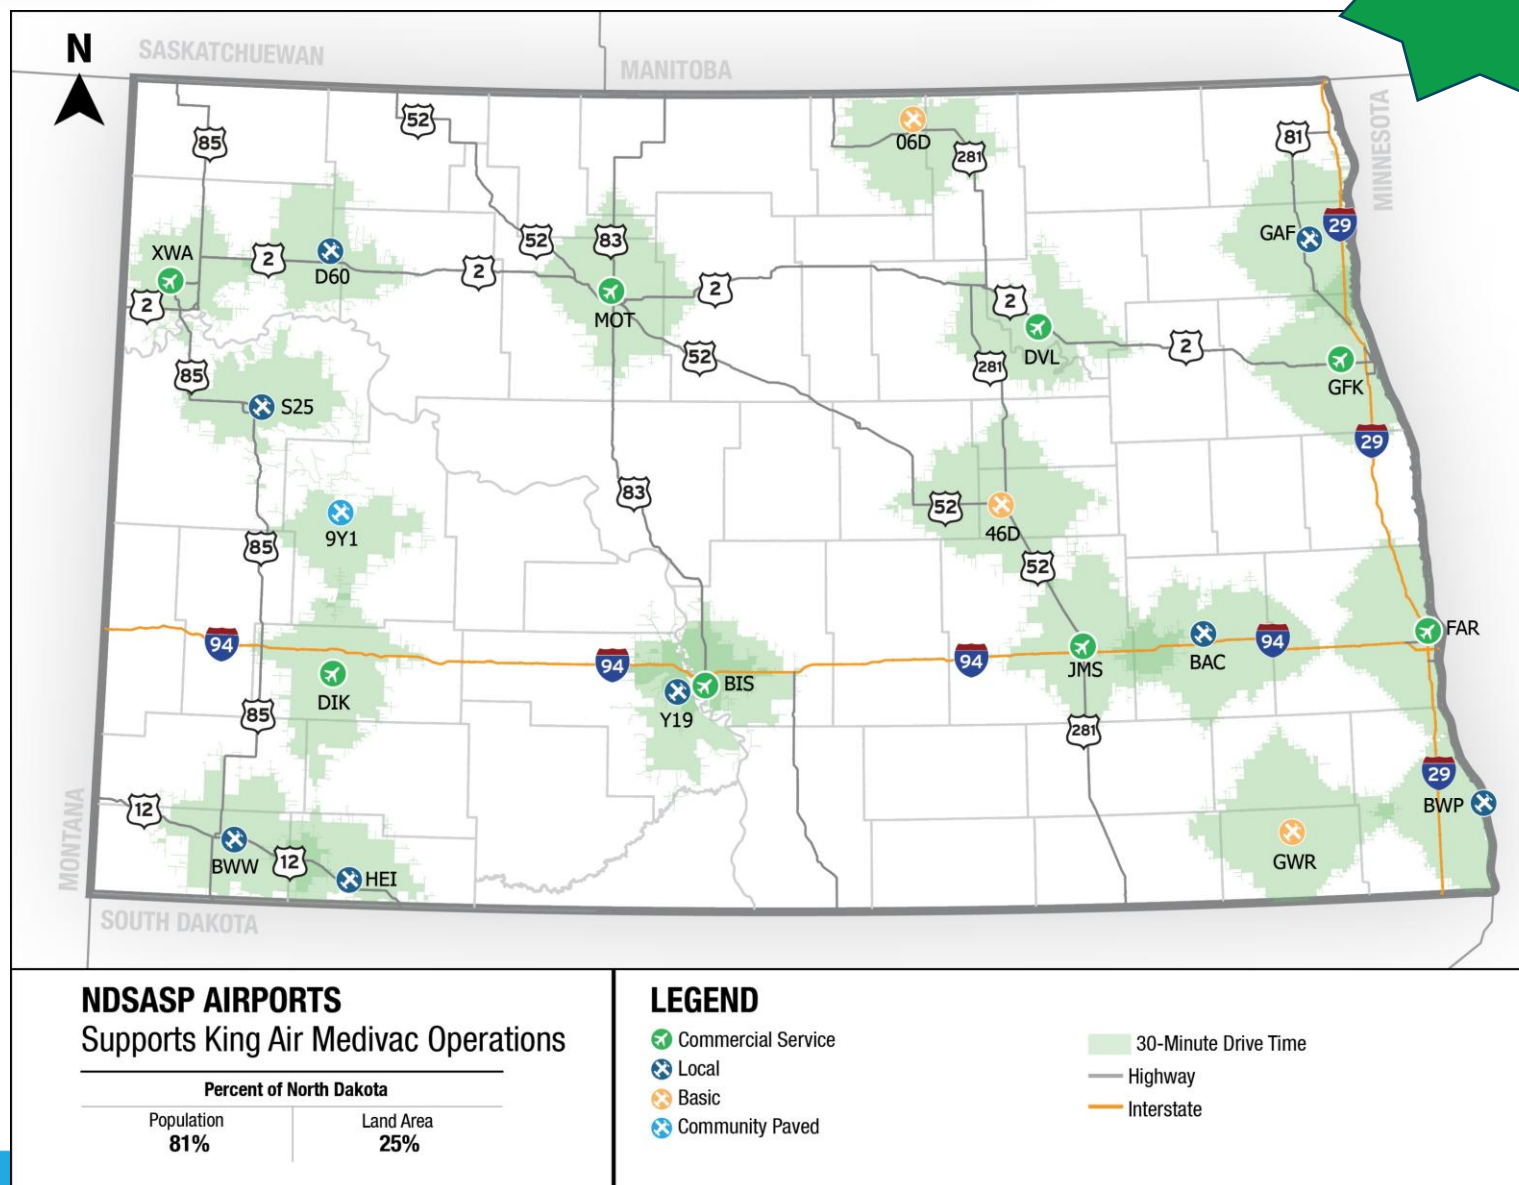 N
SASKATCHUEWAN
MANITOBA
MINNESOTA
MONTANA
SOUTH DAKOTA
85
52
06D
281
81
XWA
2
D60
2
52
83
GAF
29
2
MOT
2
2
DVL
2
GFK
85
S25
52
281
29
9Y1
83
52
46D
85
52
94
DIK
94
Y19
BIS
94
JMS
BAC
94
FAR
85
281
12
BWW
12
HEI
GWR
29
BWP
NDSASP AIRPORTS
Supports King Air Medivac Operations
Percent of North Dakota
Population
81%
Land Area
25%
LEGEND
Commercial Service
Local
Basic
Community Paved
30-Minute Drive Time
Highway
Interstate